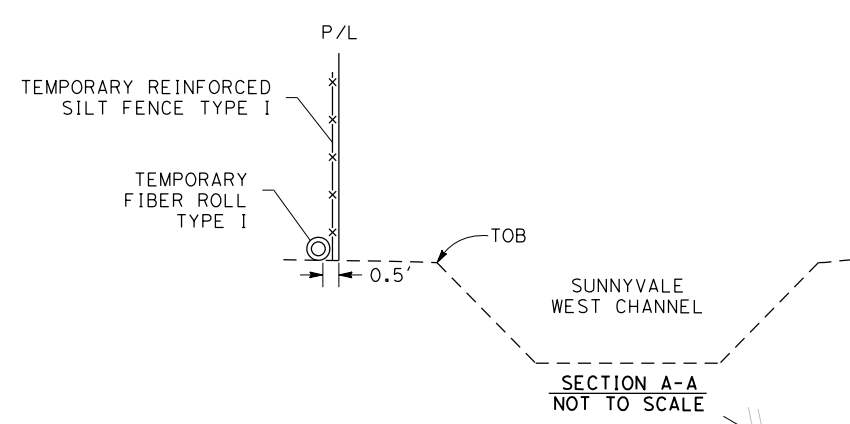 P/L
TEMPORARY REINFORCED
SILT FENCE TYPE I
TEMPORARY
FIBER ROLL
TYPE I
TOB
0.5'
SUNNYVALE
WEST CHANNEL
SECTION A-A
NOT TO SCALE